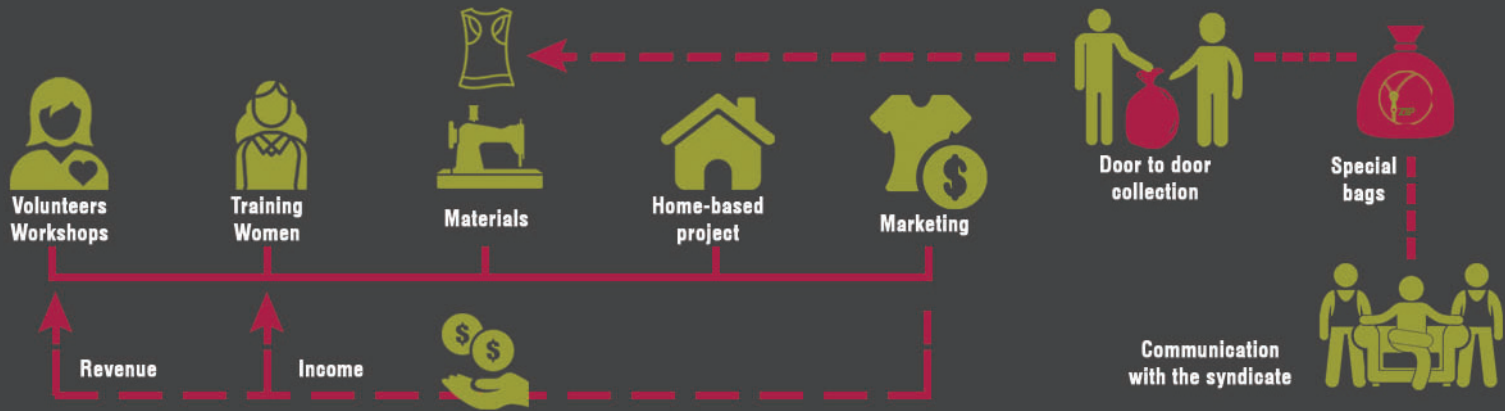 Volunteers
Workshops
Training
Women
Materials
Home-based
project
Marketing
$
Door to door
collection
Special
bags
ZIP
Revenue
Income
$
$
Communication
with the syndicate